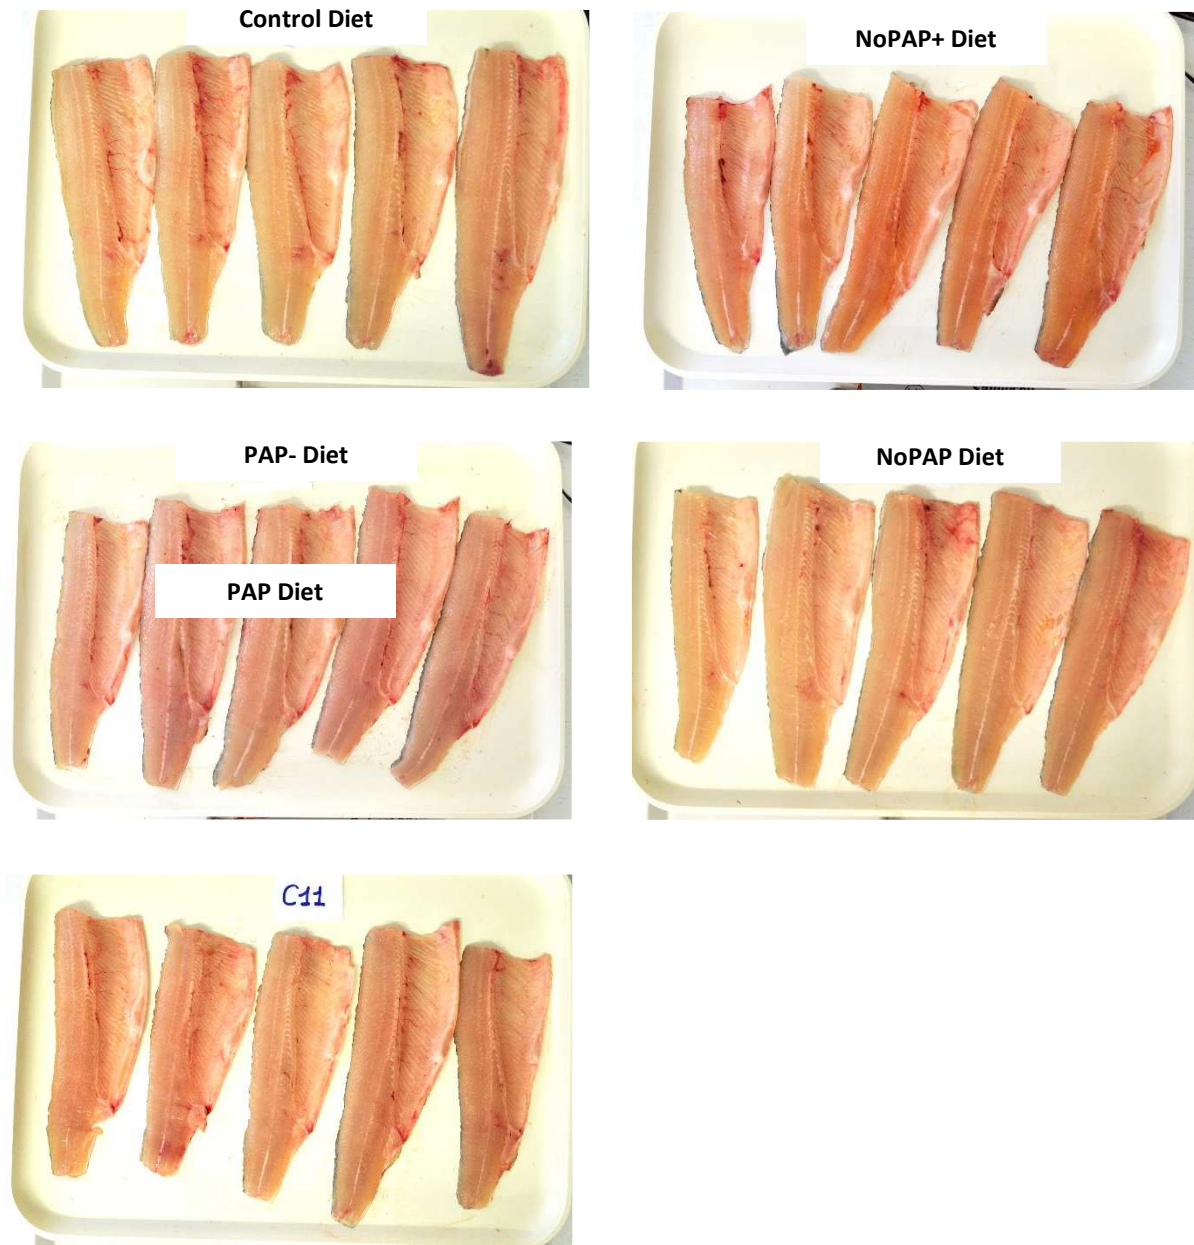 Control Diet
NoPAP+ Diet
PAP- Diet
NoPAP Diet
PAP Diet
C11